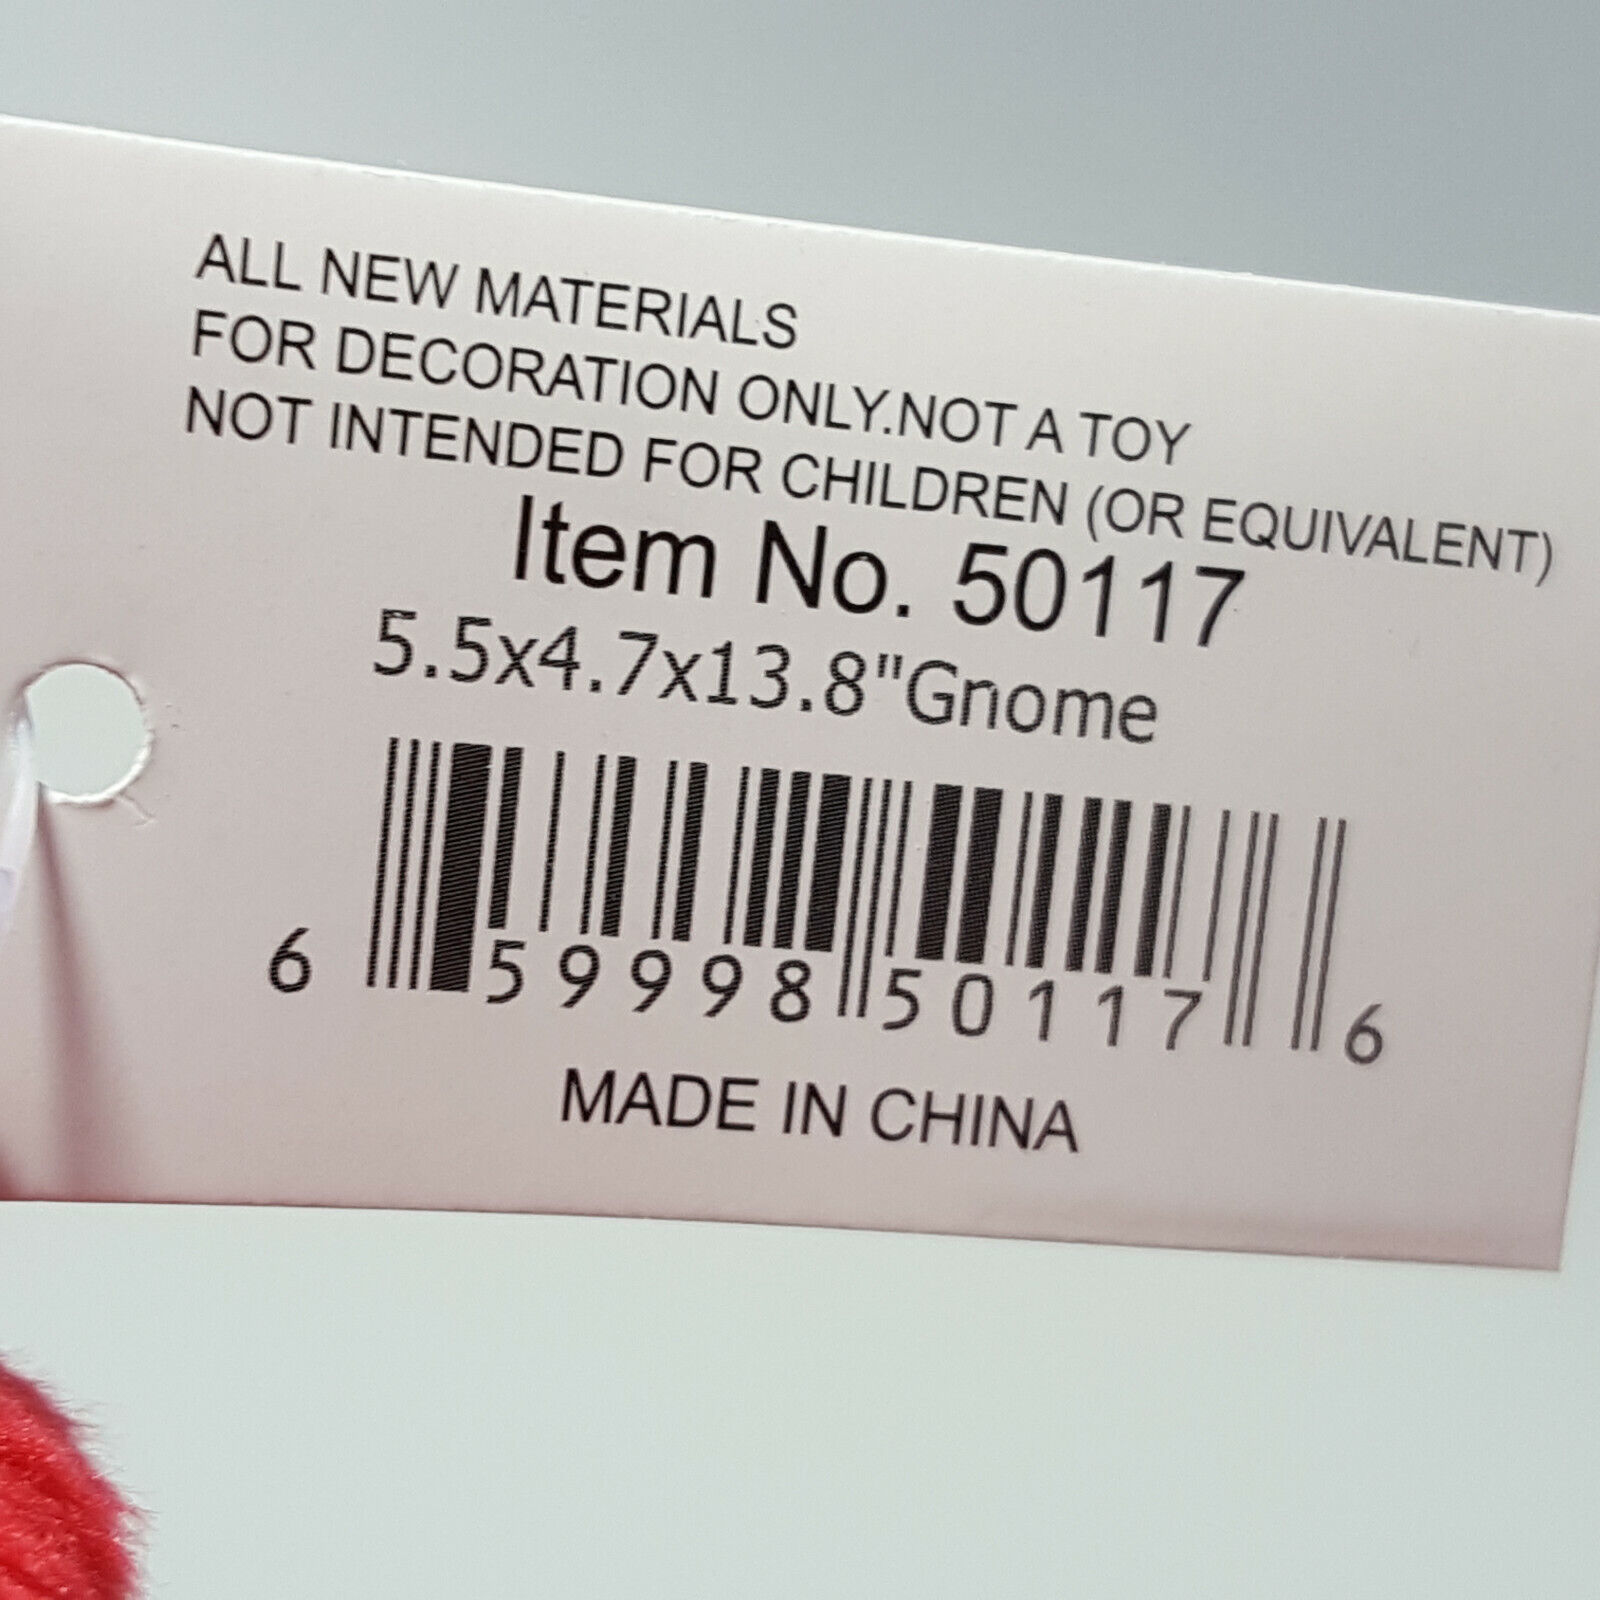 ALL NEW MATERIALS
FOR DECORATION ONLY.NOT A TOY
NOT INTENDED FOR CHILDREN (OR EQUIVALENT)
Item No. 50117
5.5x4.7x13.8"Gnome
6 59998 50117 6
MADE IN CHINA